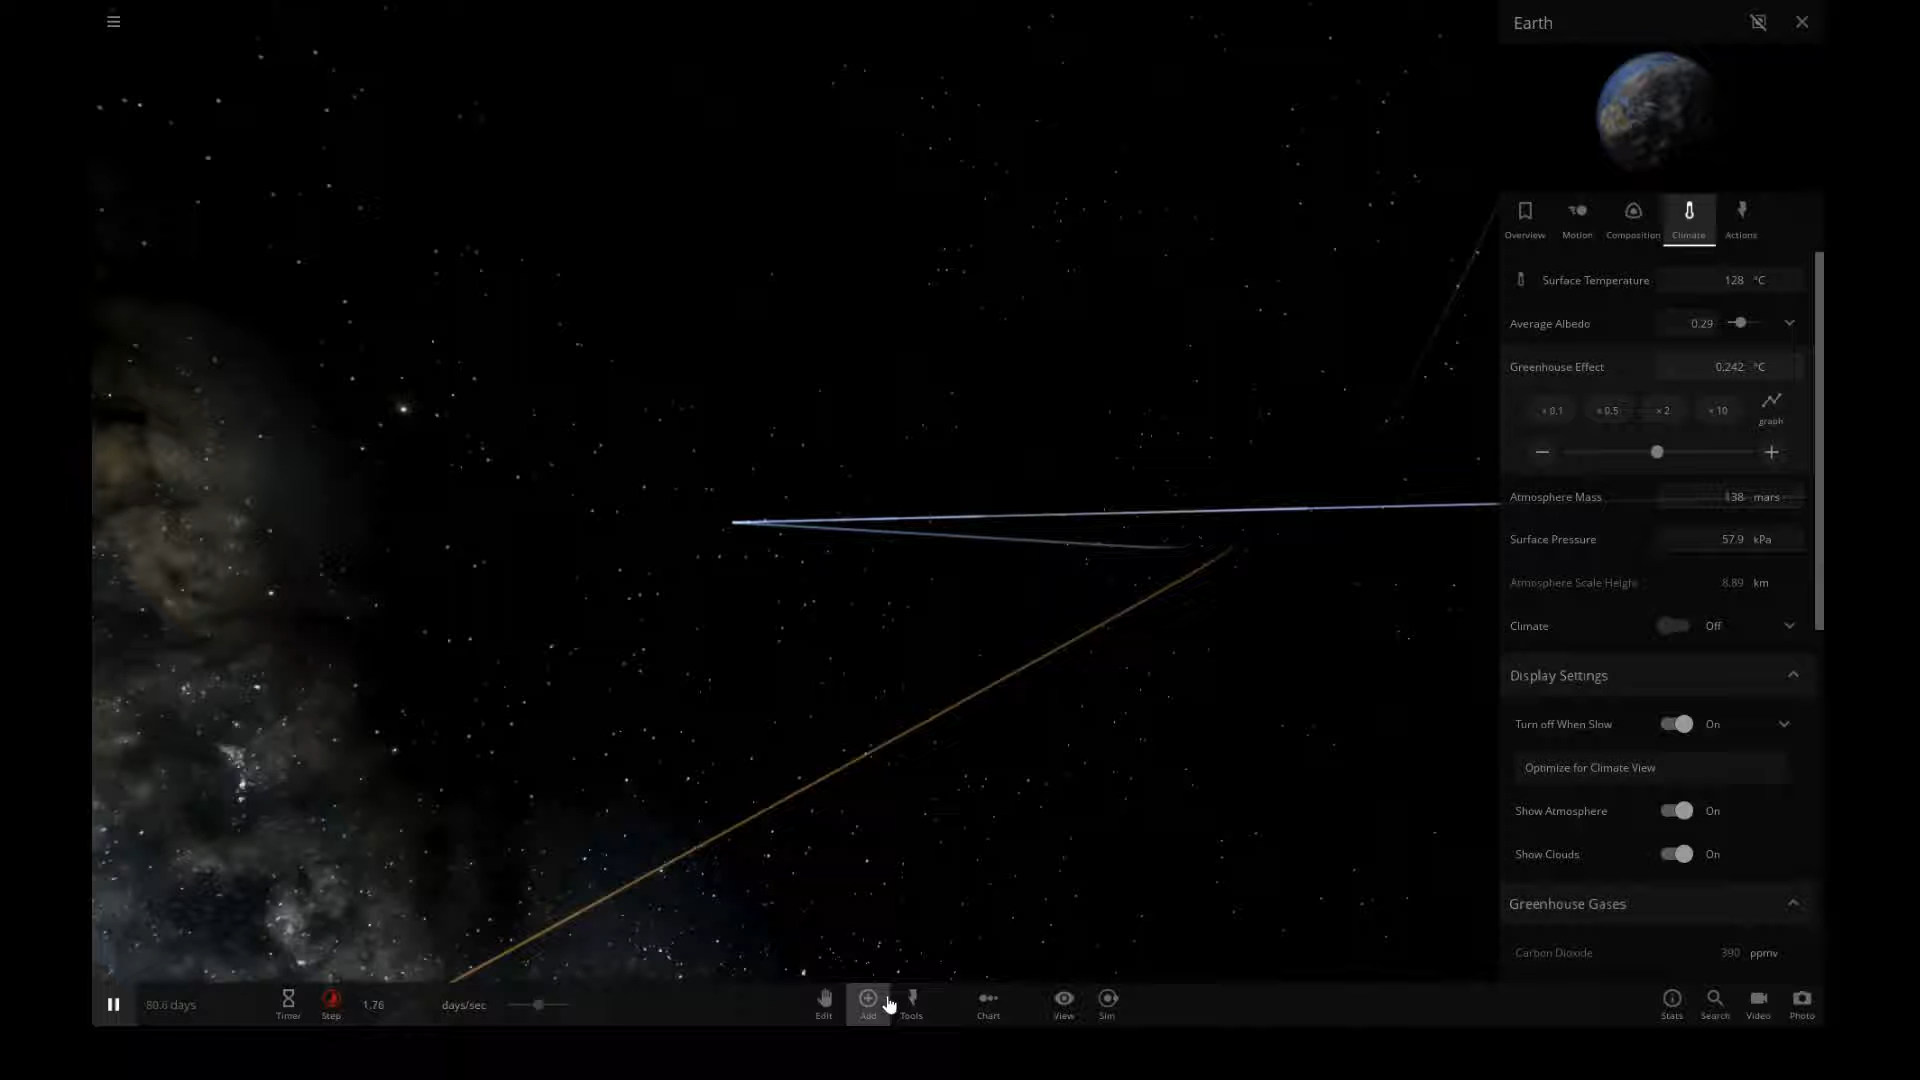 Earth
Overview Motion Composition Climate Actions
Surface Temperature 128 °C
Average Albedo 0.29
Greenhouse Effect 0.242 °C
× 0.1 × 0.5 × 2 × 10 graph
Atmosphere Mass 138 mars
Surface Pressure 57.9 kPa
Atmosphere Scale Height 8.89 km
Climate Off
Display Settings
Turn off When Slow On
Optimize for Climate View
Show Atmosphere On
Show Clouds On
Greenhouse Gases
Carbon Dioxide 390 ppmv
80.6 days Timer Step 1.76 days/sec Edit Add Tools Chart View Sim Stats Search Video Photo